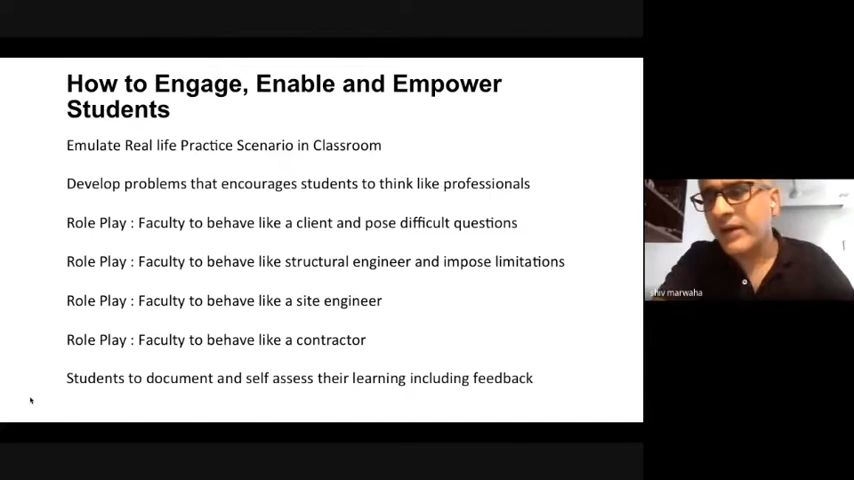 How to Engage, Enable and Empower
Students
Emulate Real life Practice Scenario in Classroom
Develop problems that encourages students to think like professionals
Role Play : Faculty to behave like a client and pose difficult questions
Role Play : Faculty to behave like structural engineer and impose limitations
Role Play : Faculty to behave like a site engineer
Role Play : Faculty to behave like a contractor
Students to document and self assess their learning including feedback
shiv marwaha